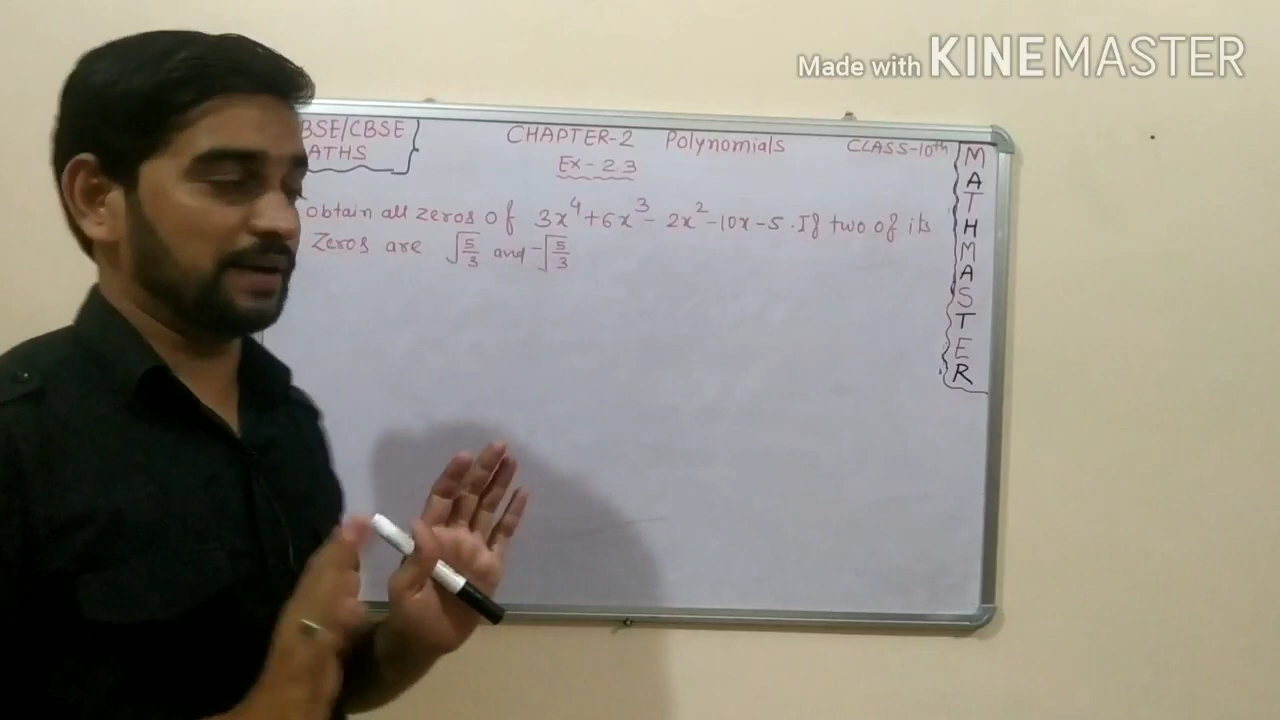 Made with KINEMASTER
BSE/CBSE
ATHS
CHAPTER-2 Polynomials
CLASS-10th
Ex-2.3
obtain all zeros of 3x⁴+6x³-2x²-10x-5. If two of its
Zeros are √5/3 and -√5/3
MATHMASTER